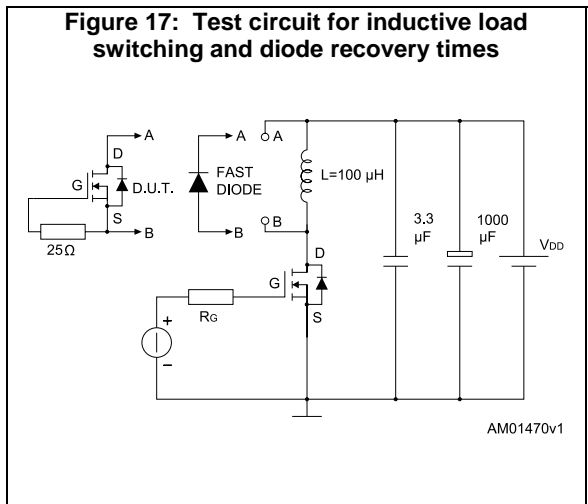 Figure 17: Test circuit for inductive load
switching and diode recovery times
A
A
A
D
G
D.U.T.
FAST
DIODE
L=100 µH
S
B
B
B
25Ω
3.3
µF
1000
µF
VDD
D
G
RG
S
+
−
AM01470v1